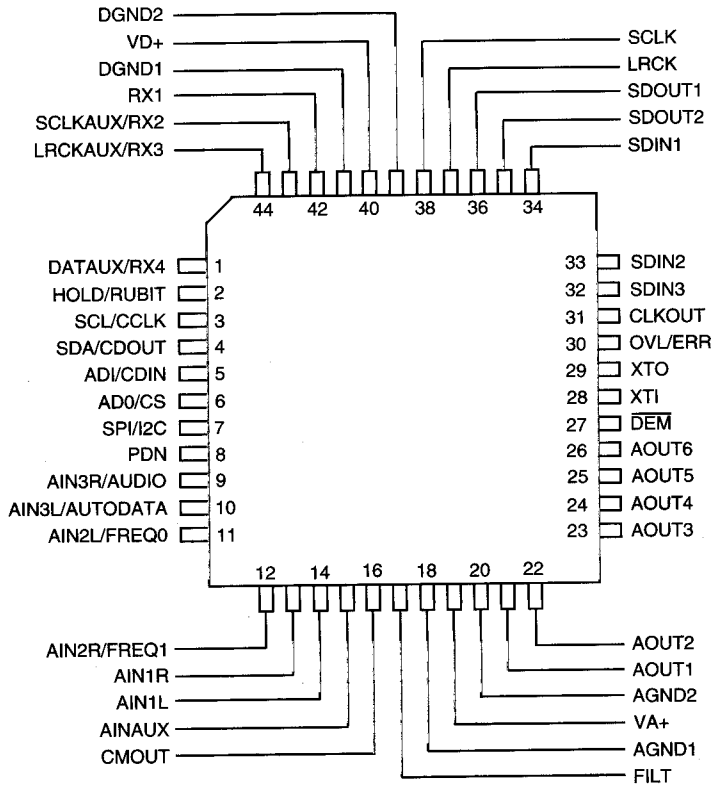 DGND2
VD+
DGND1
RX1
SCLKAUX/RX2
LRCKAUX/RX3
SCLK
LRCK
SDOUT1
SDOUT2
SDIN1
44 42 40 38 36 34
DATAUX/RX4 1
HOLD/RUBIT 2
SCL/CCLK 3
SDA/CDOUT 4
ADI/CDIN 5
AD0/CS 6
SPI/I2C 7
PDN 8
AIN3R/AUDIO 9
AIN3L/AUTODATA 10
AIN2L/FREQ0 11
33 SDIN2
32 SDIN3
31 CLKOUT
30 OVL/ERR
29 XTO
28 XTI
27 DEM
26 AOUT6
25 AOUT5
24 AOUT4
23 AOUT3
12 14 16 18 20 22
AIN2R/FREQ1
AIN1R
AIN1L
AINAUX
CMOUT
AOUT2
AOUT1
AGND2
VA+
AGND1
FILT